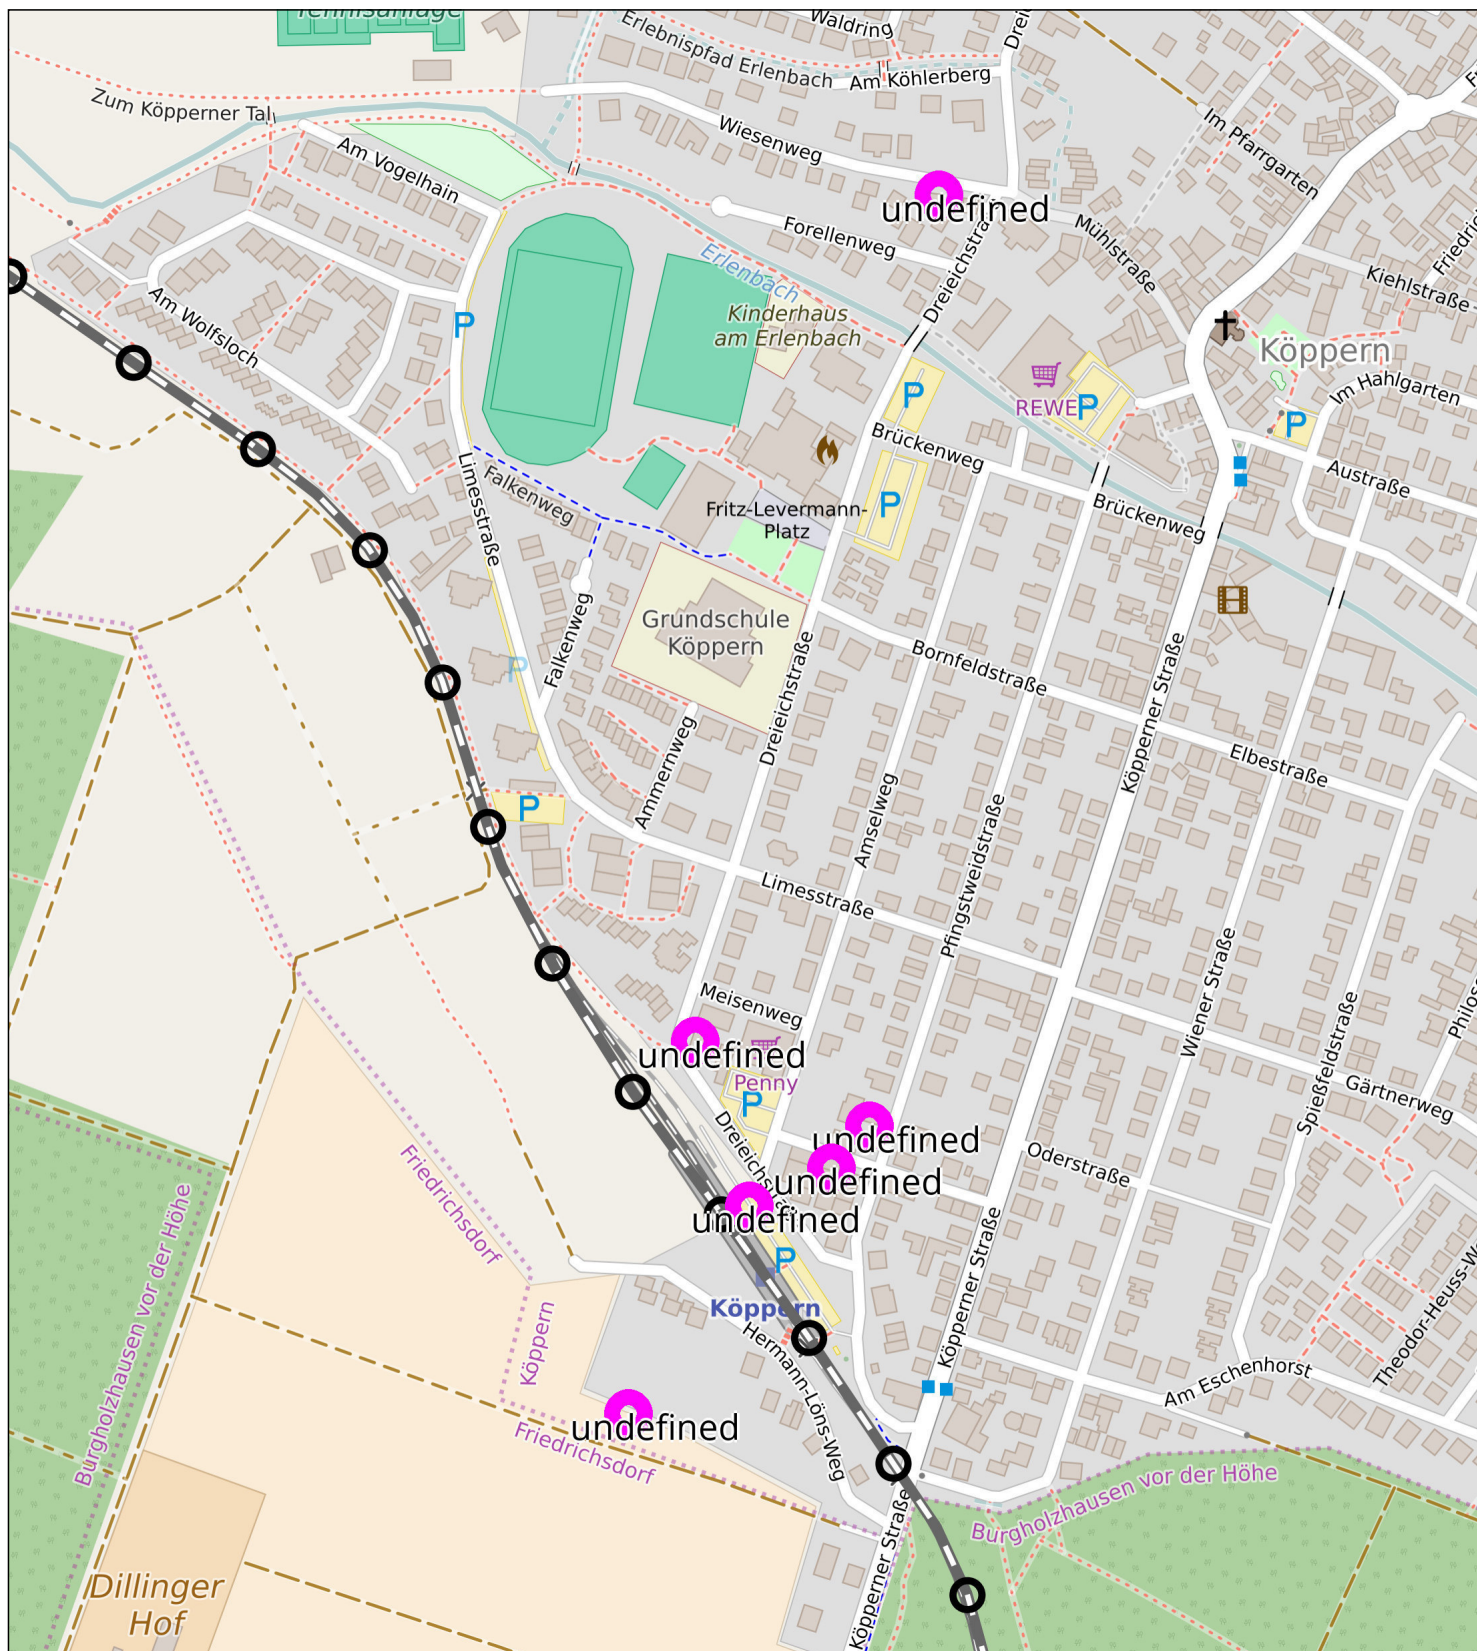 Tennisanlage
Erlebnispfad Erlenbach
Waldring
Am Köhlerberg
Zum Köpperner Tal
Wiesenweg
Im Pfarrgarten
Am Vogelhain
undefined
Forellenweg
Mühlstraße
Erlenbach
Dreieichstraße
Kiehlstraße
Am Wolfsloch
P
Kinderhaus
am Erlenbach
Köppern
REWE
P
P
Im Hahlgarten
P
Brückenweg
Limesstraße
Falkenweg
P
Fritz-Levermann-
Platz
Brückenweg
Austraße
Falkenweg
Grundschule
Köppern
P
Dreieichstraße
Bornfeldstraße
Köpperner Straße
Elbestraße
Ammernweg
P
Amselweg
Pfingstweidstraße
Limesstraße
Wiener Straße
Meisenweg
undefined
Penny
P
Spießfeldstraße
Gärtnerweg
undefined
undefined
undefined
Oderstraße
Friedrichsdorf
Burgholzhausen vor der Höhe
P
Köppern
Köppern
Hermann-Löns-Weg
Köpperner Straße
Am Eschenhorst
undefined
Friedrichsdorf
Burgholzhausen vor der Höhe
Köpperner Straße
Dillinger
Hof